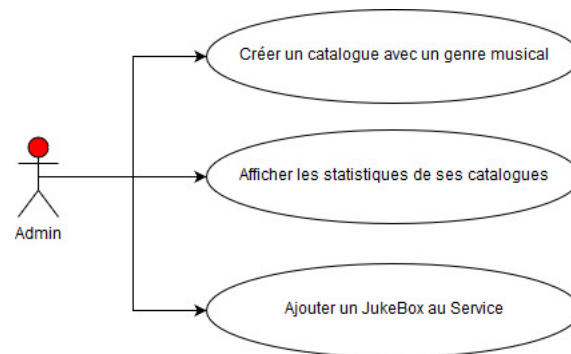 Créer un catalogue avec un genre musical
Afficher les statistiques de ses catalogues
Admin
Ajouter un JukeBox au Service